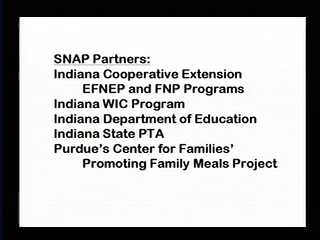 SNAP Partners:
Indiana Cooperative Extension
EFNEP and FNP Programs
Indiana WIC Program
Indiana Department of Education
Indiana State PTA
Purdue's Center for Families'
Promoting Family Meals Project